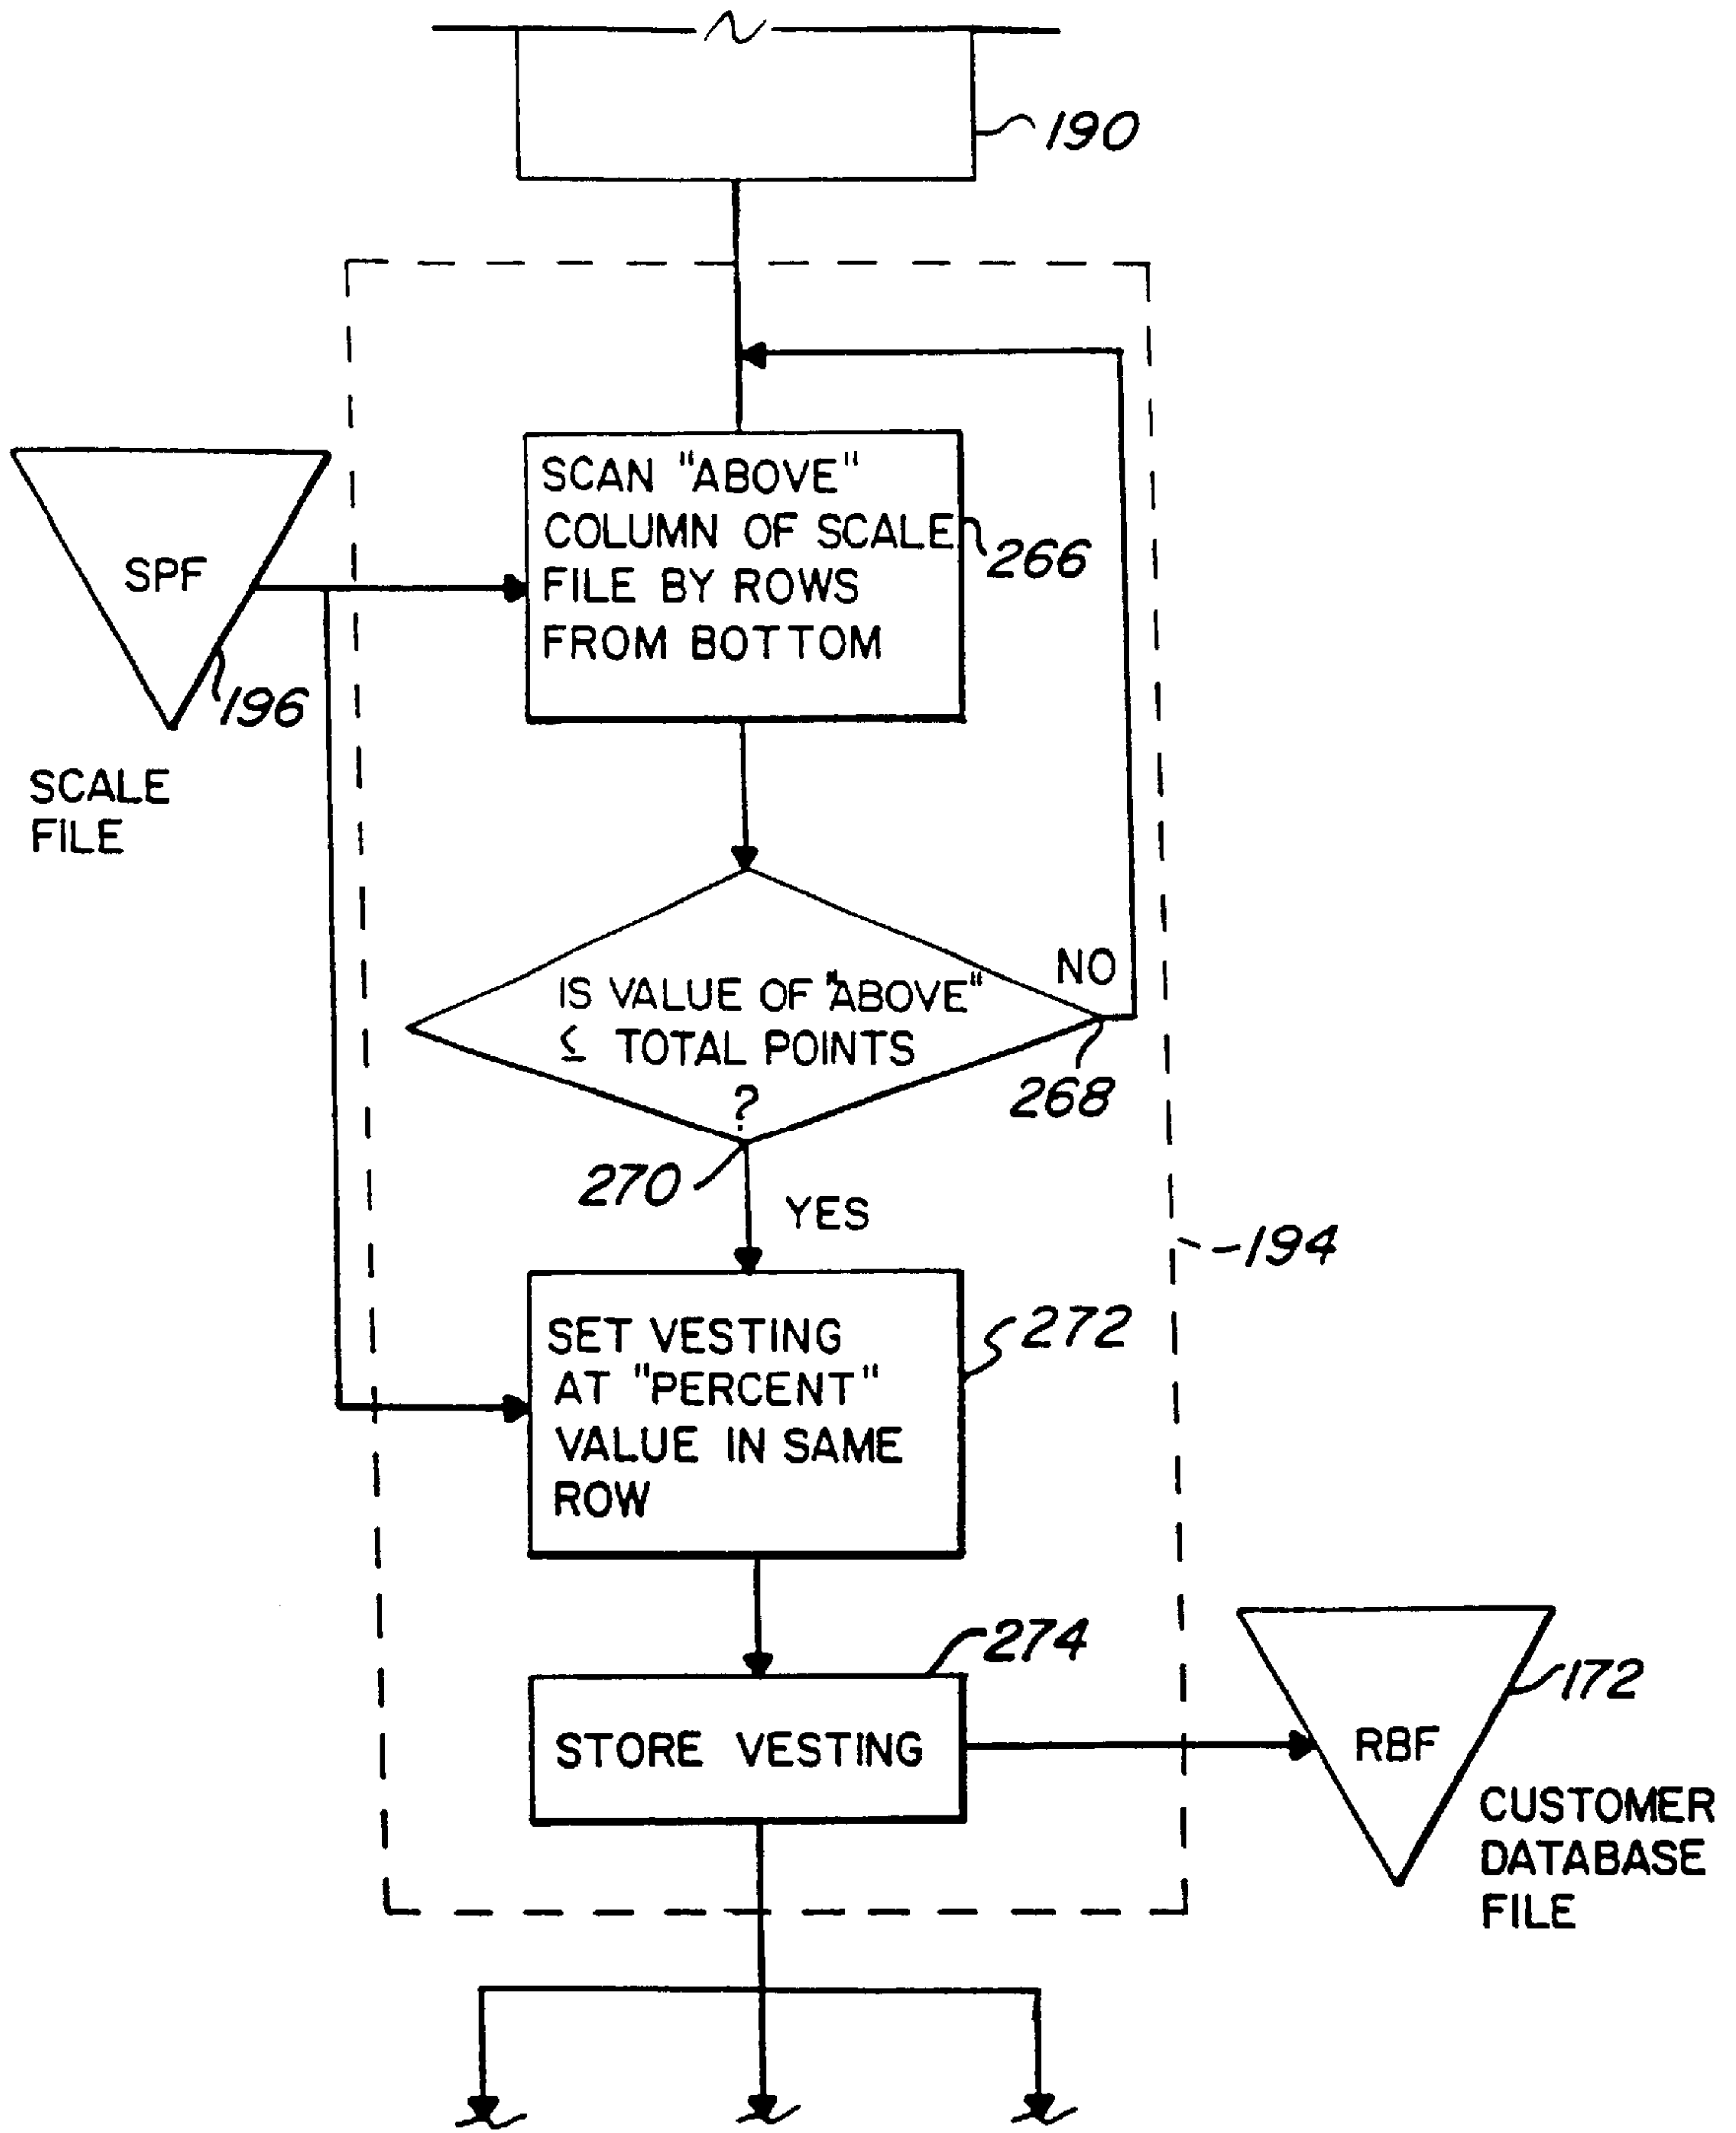 190
SCAN "ABOVE"
COLUMN OF SCALE
FILE BY ROWS
FROM BOTTOM
266
SPF
196
SCALE
FILE
IS VALUE OF "ABOVE"
≤ TOTAL POINTS
?
NO
268
270
YES
194
SET VESTING
AT "PERCENT"
VALUE IN SAME
ROW
272
274
STORE VESTING
172
RBF
CUSTOMER
DATABASE
FILE